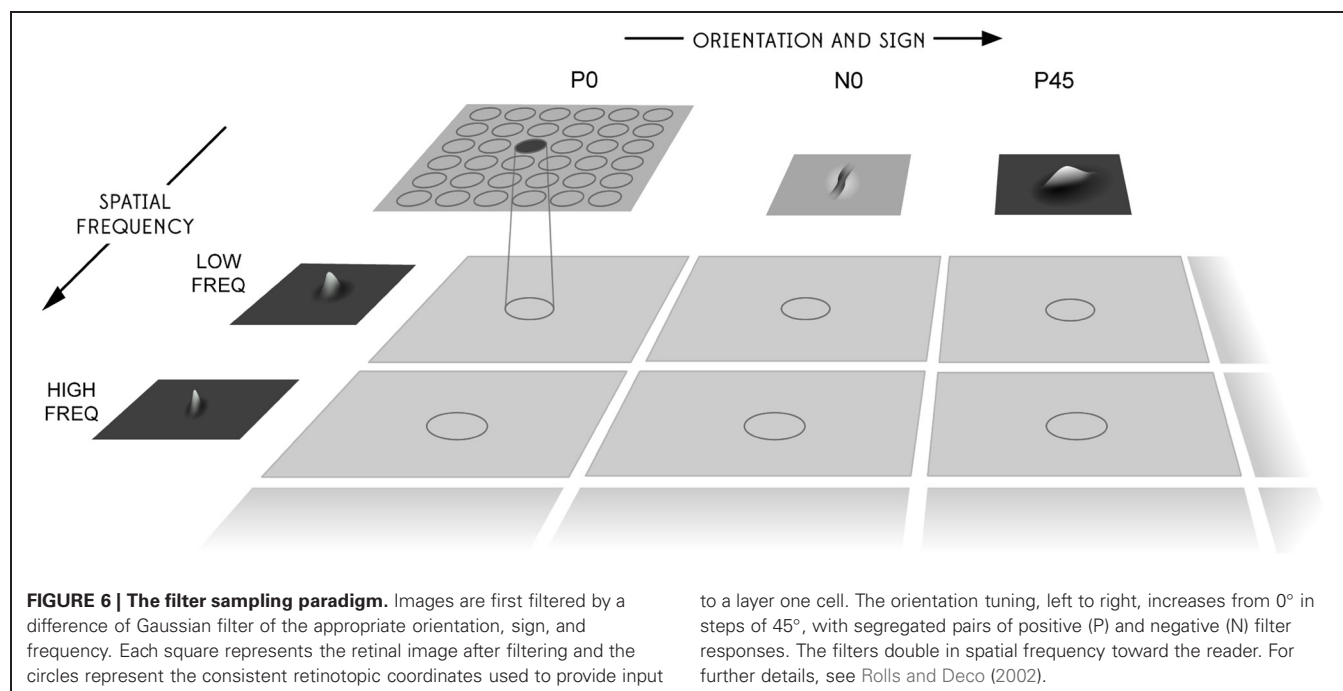 ORIENTATION AND SIGN
P0
N0
P45
SPATIAL
FREQUENCY
LOW
FREQ
HIGH
FREQ
FIGURE 6 | The filter sampling paradigm. Images are first filtered by a
difference of Gaussian filter of the appropriate orientation, sign, and
frequency. Each square represents the retinal image after filtering and the
circles represent the consistent retinotopic coordinates used to provide input
to a layer one cell. The orientation tuning, left to right, increases from 0° in
steps of 45°, with segregated pairs of positive (P) and negative (N) filter
responses. The filters double in spatial frequency toward the reader. For
further details, see Rolls and Deco (2002).